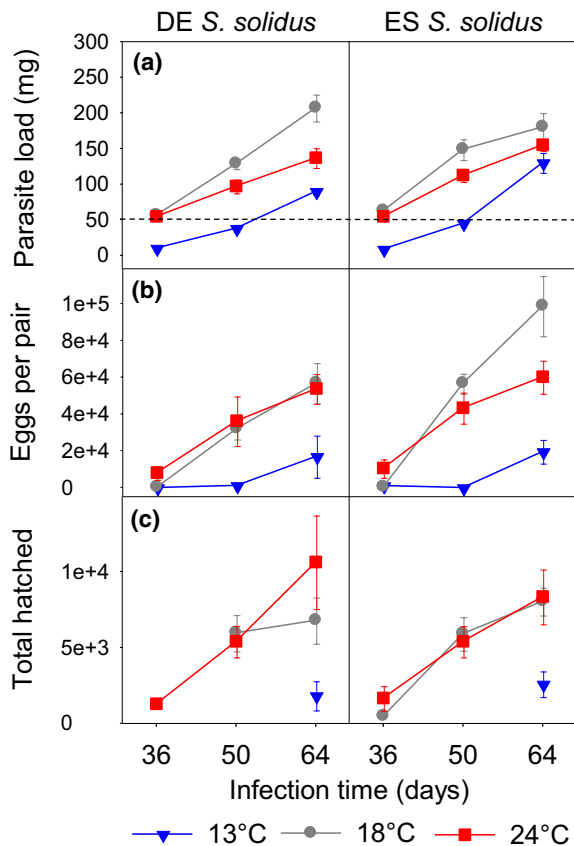 DE S. solidus ES S. solidus
(a)
Parasite load (mg)
300
250
200
150
100
50
0
(b)
Eggs per pair
1e+5
8e+4
6e+4
4e+4
2e+4
0
(c)
Total hatched
1e+4
5e+3
0
36 50 64 36 50 64
Infection time (days)
13°C 18°C 24°C